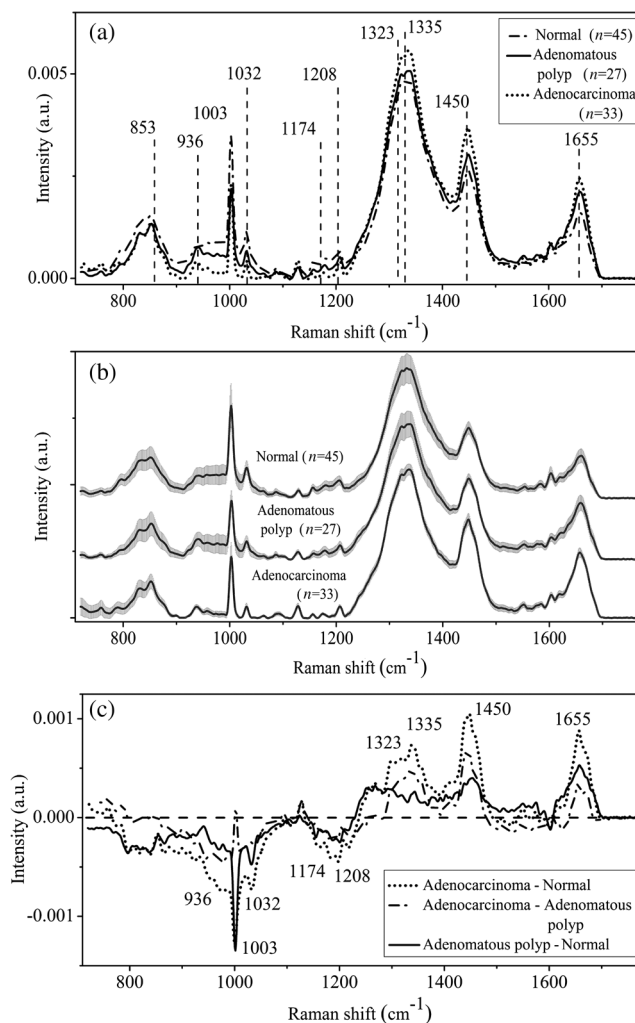 (a)
1323 1335
Normal (n=45)
Adenomatous
polyp (n=27)
Adenocarcinoma
(n=33)
853
936
1003
1032
1174
1208
1450
1655
0.005
0.000
Intensity (a.u.)
800 1000 1200 1400 1600
Raman shift (cm-1)
(b)
Normal (n=45)
Adenomatous
polyp (n=27)
Adenocarcinoma
(n=33)
Intensity (a.u.)
800 1000 1200 1400 1600
Raman shift (cm-1)
(c)
1323
1335
1450
1655
936
1003
1032
1174
1208
0.001
0.000
-0.001
Intensity (a.u.)
Adenocarcinoma - Normal
Adenocarcinoma - Adenomatous
polyp
Adenomatous polyp - Normal
800 1000 1200 1400 1600
Raman shift (cm-1)